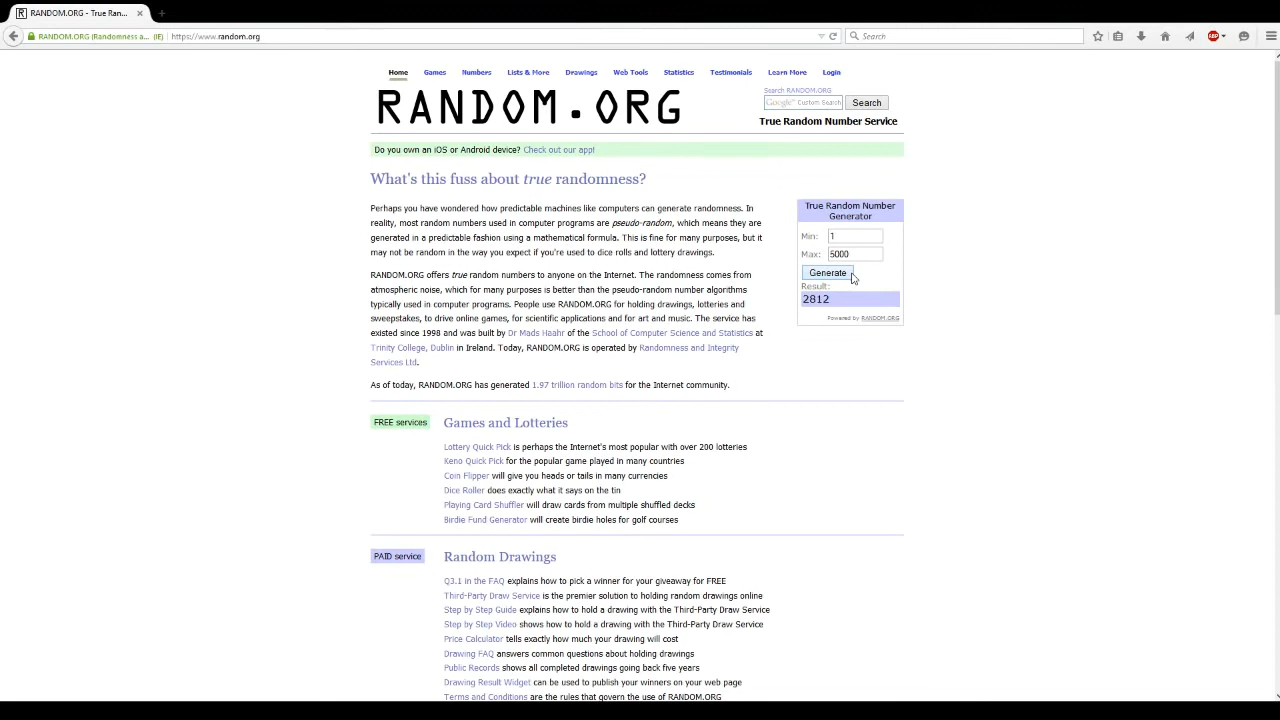 RANDOM.ORG - True Ran...
RANDOM.ORG (Randomness a... (IE)
https://www.random.org
Search
Home Games Numbers Lists & More Drawings Web Tools Statistics Testimonials Learn More Login
RANDOM.ORG
Search RANDOM.ORG
Google™ Custom Search
Search
True Random Number Service
Do you own an iOS or Android device? Check out our app!
What's this fuss about true randomness?
Perhaps you have wondered how predictable machines like computers can generate randomness. In
reality, most random numbers used in computer programs are pseudo-random, which means they are
generated in a predictable fashion using a mathematical formula. This is fine for many purposes, but it
may not be random in the way you expect if you're used to dice rolls and lottery drawings.
RANDOM.ORG offers true random numbers to anyone on the Internet. The randomness comes from
atmospheric noise, which for many purposes is better than the pseudo-random number algorithms
typically used in computer programs. People use RANDOM.ORG for holding drawings, lotteries and
sweepstakes, to drive online games, for scientific applications and for art and music. The service has
existed since 1998 and was built by Dr Mads Haahr of the School of Computer Science and Statistics at
Trinity College, Dublin in Ireland. Today, RANDOM.ORG is operated by Randomness and Integrity
Services Ltd.
As of today, RANDOM.ORG has generated 1.97 trillion random bits for the Internet community.
True Random Number
Generator
Min: 1
Max: 5000
Generate
Result:
2812
Powered by RANDOM.ORG
FREE services
Games and Lotteries
Lottery Quick Pick is perhaps the Internet's most popular with over 200 lotteries
Keno Quick Pick for the popular game played in many countries
Coin Flipper will give you heads or tails in many currencies
Dice Roller does exactly what it says on the tin
Playing Card Shuffler will draw cards from multiple shuffled decks
Birdie Fund Generator will create birdie holes for golf courses
PAID service
Random Drawings
Q3.1 in the FAQ explains how to pick a winner for your giveaway for FREE
Third-Party Draw Service is the premier solution to holding random drawings online
Step by Step Guide explains how to hold a drawing with the Third-Party Draw Service
Step by Step Video shows how to hold a drawing with the Third-Party Draw Service
Price Calculator tells exactly how much your drawing will cost
Drawing FAQ answers common questions about holding drawings
Public Records shows all completed drawings going back five years
Drawing Result Widget can be used to publish your winners on your web page
Terms and Conditions are the rules that govern the use of RANDOM.ORG